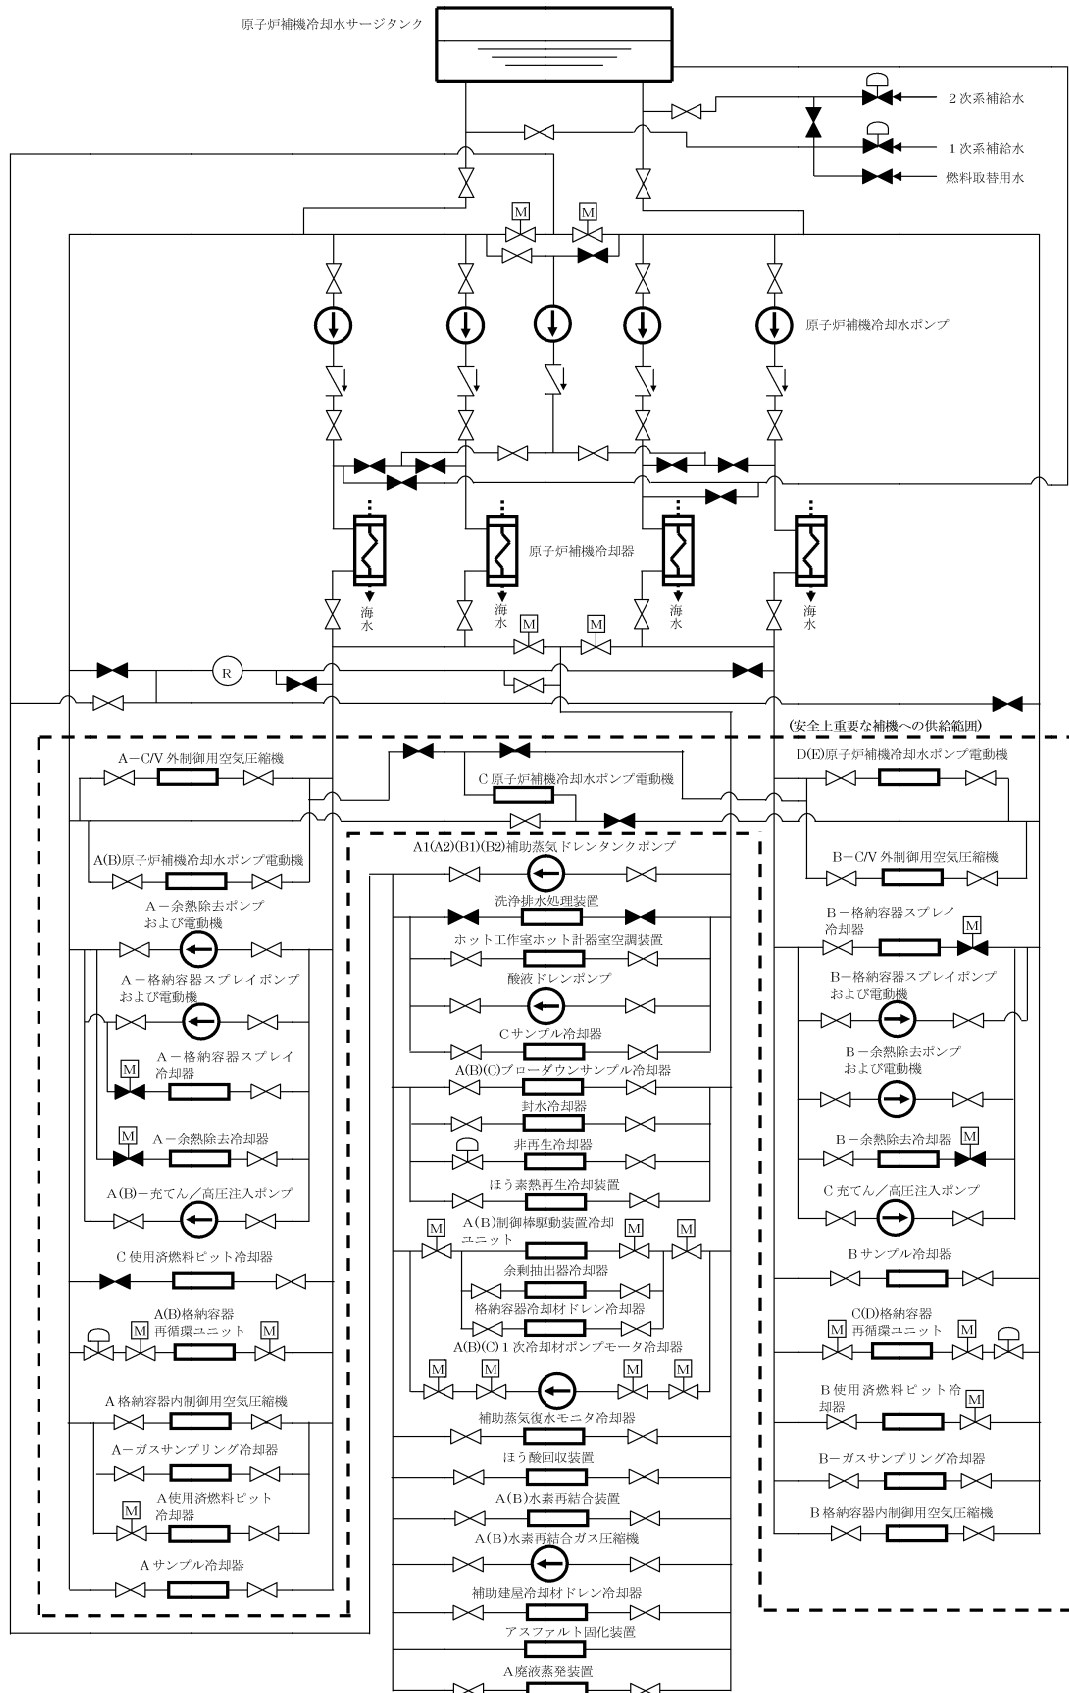 原子炉補機冷却水サージタンク
2次系補給水
1次系補給水
燃料取替用水
M
M
原子炉補機冷却水ポンプ
原子炉補機冷却器
海水
海水
海水
海水
M
M
R
(安全上重要な補機への供給範囲)
A－C/V 外制御用空気圧縮機
A(B)原子炉補機冷却水ポンプ電動機
A－余熱除去ポンプ
および電動機
A－格納容器スプレイポンプ
および電動機
A－格納容器スプレイ
冷却器
M
A－余熱除去冷却器
M
A(B)－充てん／高圧注入ポンプ
C 使用済燃料ピット冷却器
A(B)格納容器
再循環ユニット
M
M
A 格納容器内制御用空気圧縮機
A－ガスサンプリング冷却器
A使用済燃料ピット
冷却器
M
A サンプル冷却器
C 原子炉補機冷却水ポンプ電動機
A1(A2)(B1)(B2)補助蒸気ドレンタンクポンプ
洗浄排水処理装置
ホット工作室ホット計器室空調装置
酸液ドレンポンプ
C サンプル冷却器
A(B)(C)ブローダウンサンプル冷却器
封水冷却器
非再生冷却器
ほう素熱再生冷却装置
A(B)制御棒駆動装置冷却
ユニット
M
M
M
余剰抽出器冷却器
格納容器冷却材ドレン冷却器
A(B)(C)1次冷却材ポンプモータ冷却器
M
M
M
M
補助蒸気復水モニタ冷却器
ほう酸回収装置
A(B)水素再結合装置
A(B)水素再結合ガス圧縮機
補助建屋冷却材ドレン冷却器
アスファルト固化装置
A 廃液蒸発装置
D(E)原子炉補機冷却水ポンプ電動機
B－C/V 外制御用空気圧縮機
B－格納容器スプレイ
冷却器
M
B－格納容器スプレイポンプ
および電動機
B－余熱除去ポンプ
および電動機
B－余熱除去冷却器
M
C 充てん／高圧注入ポンプ
B サンプル冷却器
C(D)格納容器
再循環ユニット
M
M
B 使用済燃料ピット冷
却器
M
B－ガスサンプリング冷却器
B 格納容器内制御用空気圧縮機